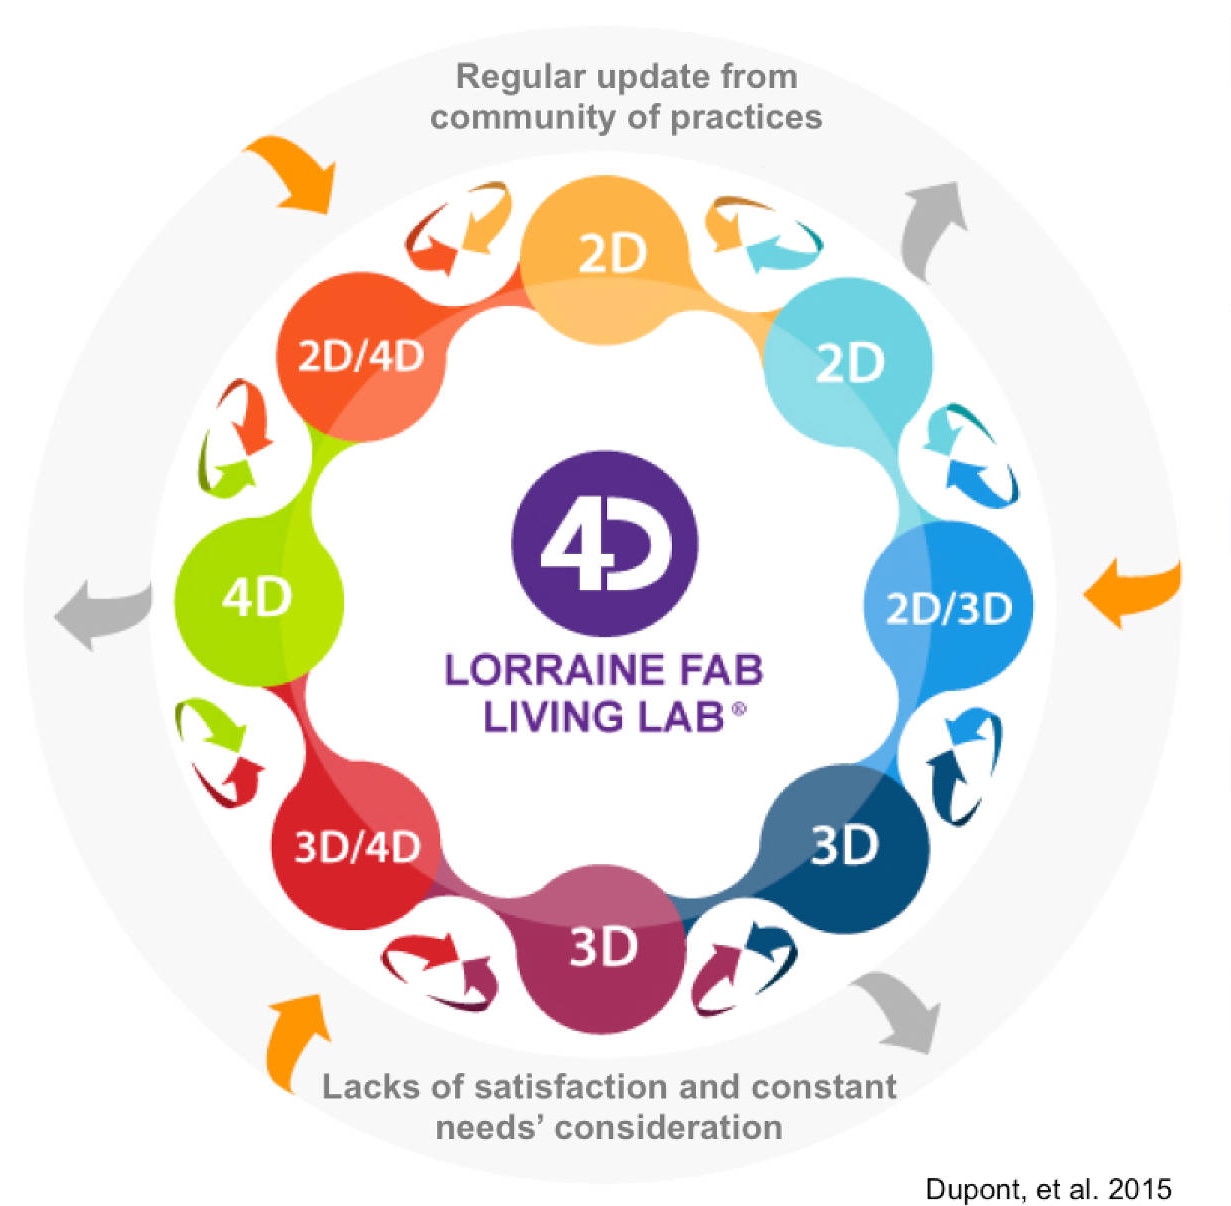 Regular update from
community of practices
2D
2D
2D/3D
3D
3D
3D/4D
4D
2D/4D
4D
LORRAINE FAB
LIVING LAB®
Lacks of satisfaction and constant
needs’ consideration
Dupont, et al. 2015